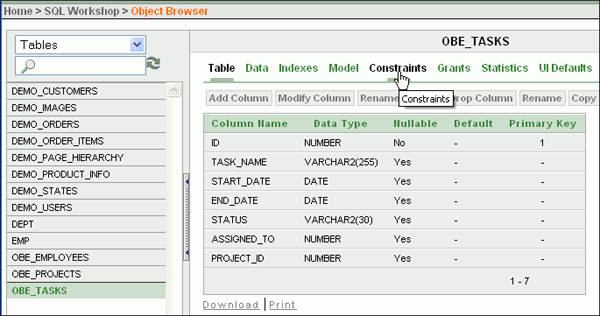 Home > SQL Workshop > Object Browser
Tables
DEMO_CUSTOMERS
DEMO_IMAGES
DEMO_ORDERS
DEMO_ORDER_ITEMS
DEMO_PAGE_HIERARCHY
DEMO_PRODUCT_INFO
DEMO_STATES
DEMO_USERS
DEPT
EMP
OBE_EMPLOYEES
OBE_PROJECTS
OBE_TASKS
OBE_TASKS
Table Data Indexes Model Constraints Grants Statistics UI Defaults
Add Column Modify Column Rename Constraints Drop Column Rename Copy
Column Name Data Type Nullable Default Primary Key
ID NUMBER No - 1
TASK_NAME VARCHAR2(255) Yes - -
START_DATE DATE Yes - -
END_DATE DATE Yes - -
STATUS VARCHAR2(30) Yes - -
ASSIGNED_TO NUMBER Yes - -
PROJECT_ID NUMBER Yes - -
1 - 7
Download | Print